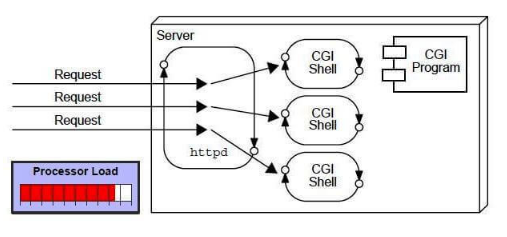 Server
CGI
Shell
CGI
Program
Request
Request
CGI
Shell
Request
httpd
CGI
Shell
Processor Load